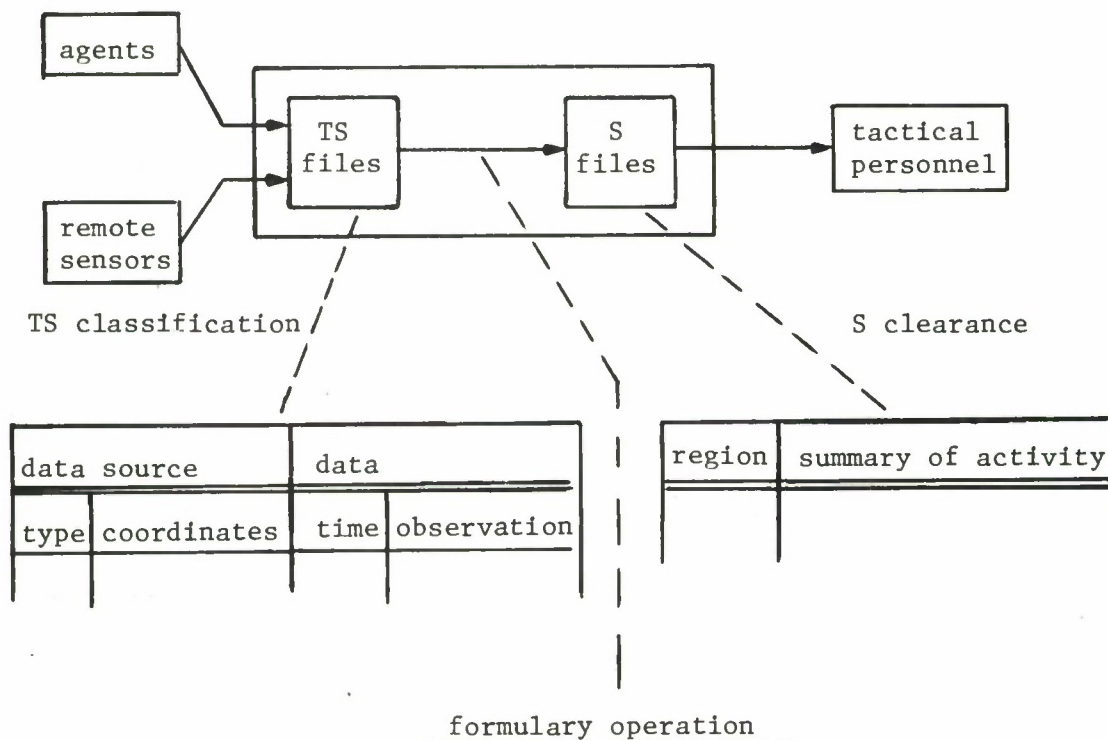 agents
TS
files
S
files
tactical
personnel
remote
sensors
TS classification
S clearance
data source data
type coordinates time observation
region summary of activity
formulary operation